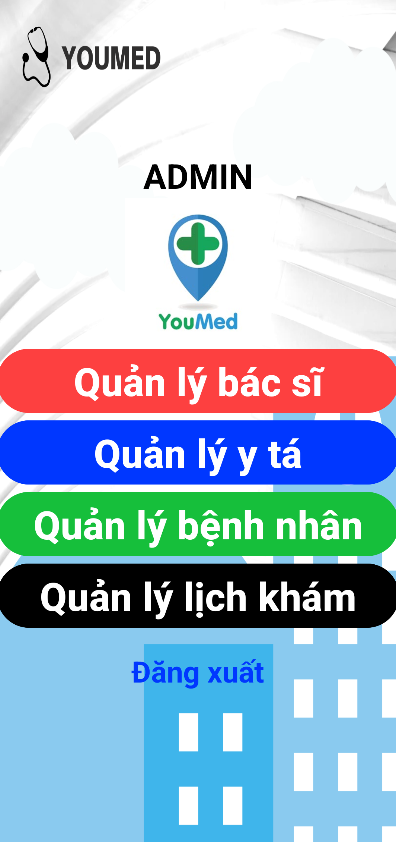 YOUMED
ADMIN
YouMed
Quản lý bác sĩ
Quản lý y tá
Quản lý bệnh nhân
Quản lý lịch khám
Đăng xuất